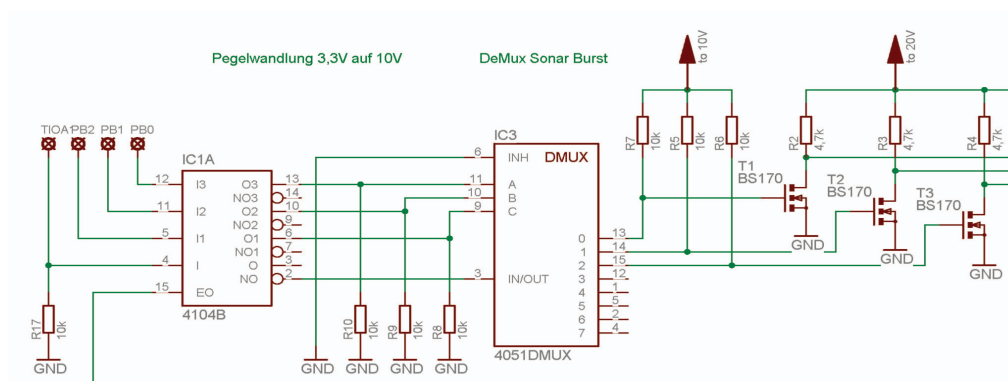 Pegelwandlung 3,3V auf 10V
DeMux Sonar Burst
to 10V
to 20V
TIOA1
PB2
PB1
PB0
IC1A
12 I3
11 I2
5 I1
4 I
15 EO
O3 13
NO3 14
O2 10
NO2 9
O1 6
NO1 7
O 3
NO 2
4104B
R17 10k
GND
GND
R10 10k
GND
R9 10k
GND
R8 10k
GND
IC3
DMUX
6 INH
11 A
10 B
9 C
3 IN/OUT
0 13
1 14
2 15
3 12
4 1
5 5
6 2
7 4
4051DMUX
R7 10k
R5 10k
R6 10k
R2 4,7k
R3 4,7k
R4 4,7k
T1
BS170
GND
T2
BS170
GND
T3
BS170
GND